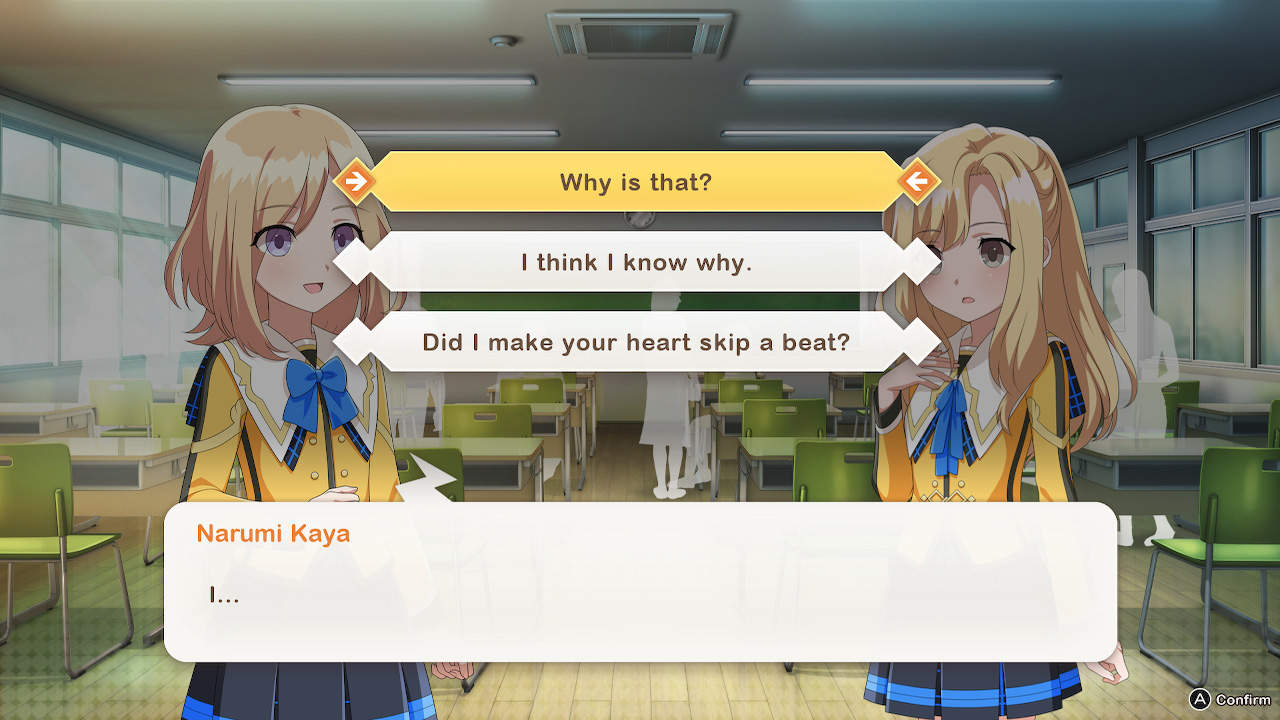 Why is that?
I think I know why.
Did I make your heart skip a beat?
Narumi Kaya
I...
A Confirm